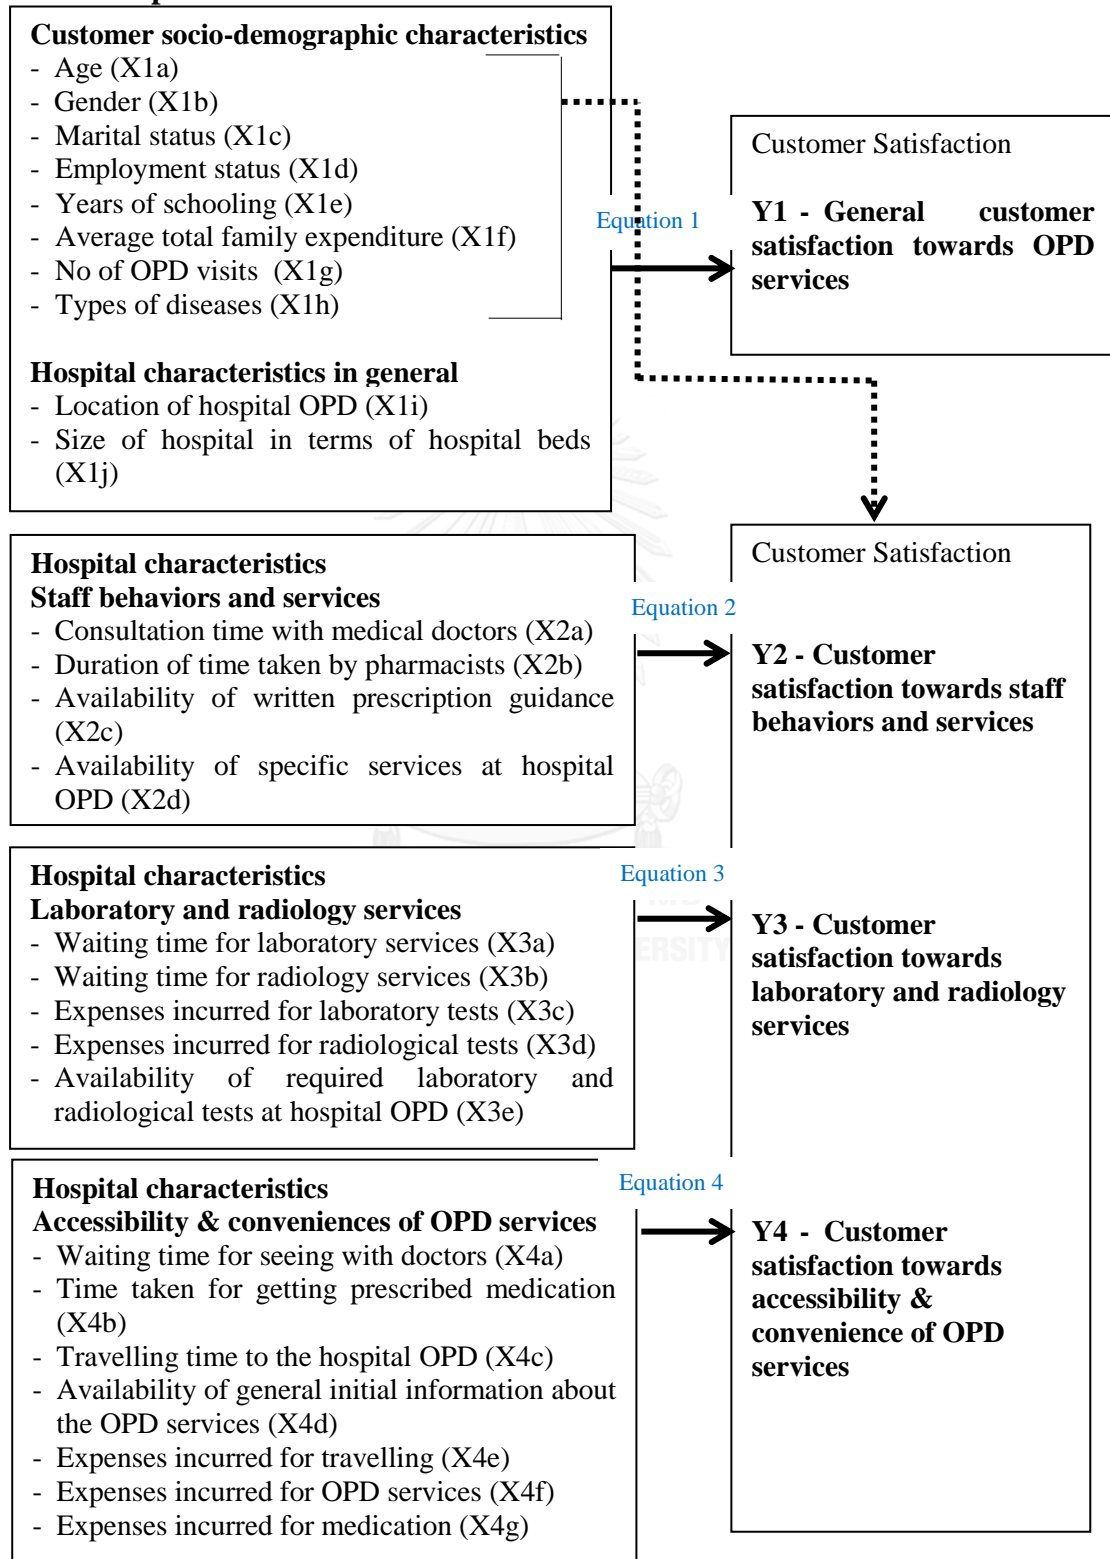 Customer socio-demographic characteristics
- Age (X1a)
- Gender (X1b)
- Marital status (X1c)
- Employment status (X1d)
- Years of schooling (X1e)
- Average total family expenditure (X1f)
- No of OPD visits (X1g)
- Types of diseases (X1h)
Hospital characteristics in general
- Location of hospital OPD (X1i)
- Size of hospital in terms of hospital beds
(X1j)
Equation 1
Customer Satisfaction
Y1 - General customer
satisfaction towards OPD
services
Hospital characteristics
Staff behaviors and services
- Consultation time with medical doctors (X2a)
- Duration of time taken by pharmacists (X2b)
- Availability of written prescription guidance
(X2c)
- Availability of specific services at hospital
OPD (X2d)
Equation 2
Customer Satisfaction
Y2 - Customer
satisfaction towards staff
behaviors and services
Hospital characteristics
Laboratory and radiology services
- Waiting time for laboratory services (X3a)
- Waiting time for radiology services (X3b)
- Expenses incurred for laboratory tests (X3c)
- Expenses incurred for radiological tests (X3d)
- Availability of required laboratory and
radiological tests at hospital OPD (X3e)
Equation 3
ERSITY
Y3 - Customer
satisfaction towards
laboratory and radiology
services
Hospital characteristics
Accessibility & conveniences of OPD services
- Waiting time for seeing with doctors (X4a)
- Time taken for getting prescribed medication
(X4b)
- Travelling time to the hospital OPD (X4c)
- Availability of general initial information about
the OPD services (X4d)
- Expenses incurred for travelling (X4e)
- Expenses incurred for OPD services (X4f)
- Expenses incurred for medication (X4g)
Equation 4
Y4 - Customer
satisfaction towards
accessibility &
convenience of OPD
services